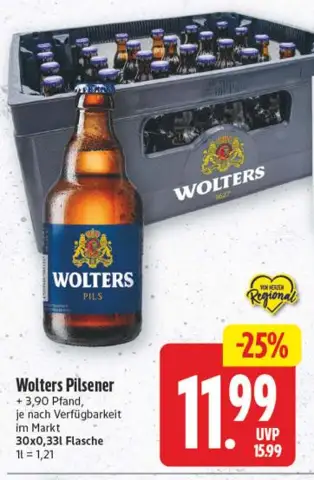 WOLTERS
1627
WOLTERS
PILS
VON HERZEN
Regional
-25%
Wolters Pilsener
+ 3,90 Pfand,
je nach Verfügbarkeit
im Markt
30x0,33l Flasche
1l = 1,21
11.99
UVP
15.99